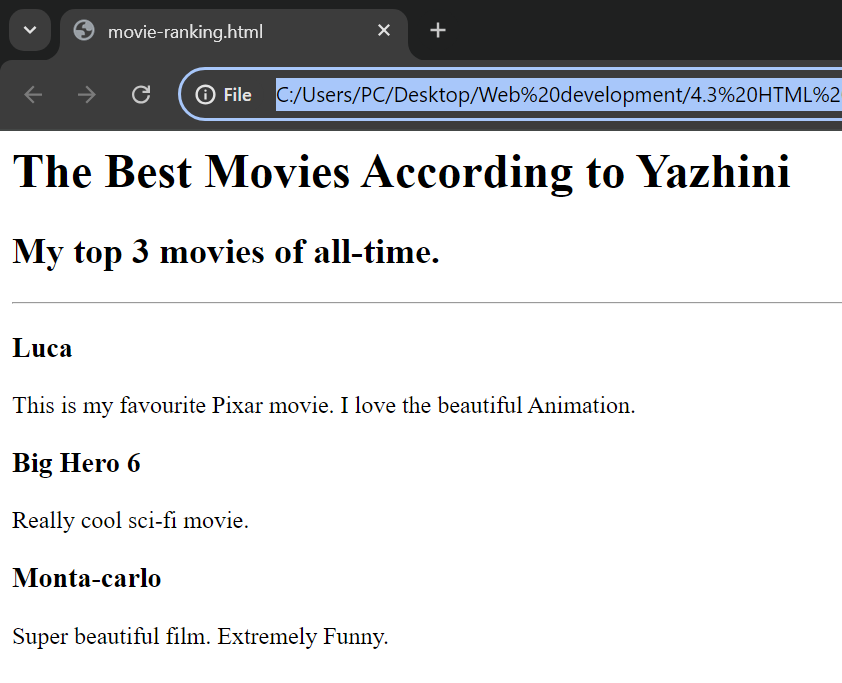 movie-ranking.html
File C:/Users/PC/Desktop/Web%20development/4.3%20HTML%2
The Best Movies According to Yazhini
My top 3 movies of all-time.
Luca
This is my favourite Pixar movie. I love the beautiful Animation.
Big Hero 6
Really cool sci-fi movie.
Monta-carlo
Super beautiful film. Extremely Funny.